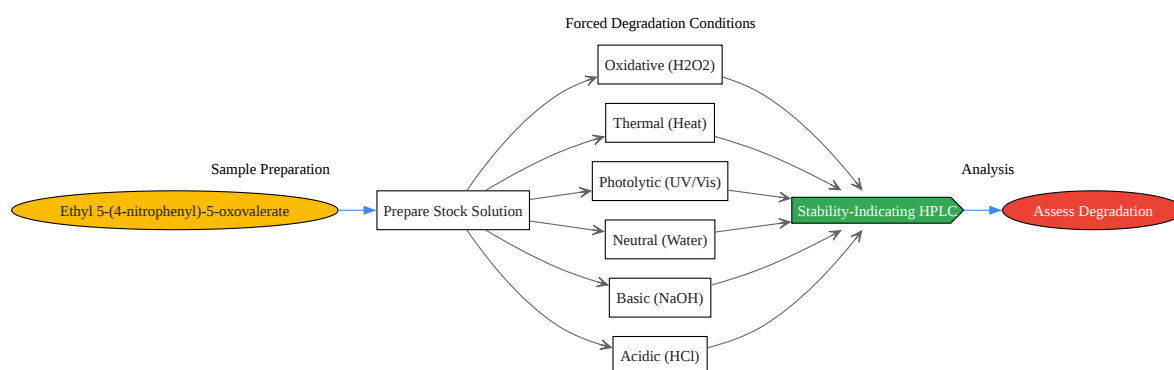 Forced Degradation Conditions
Oxidative (H2O2)
Thermal (Heat)
Sample Preparation
Analysis
Photolytic (UV/Vis)
Ethyl 5-(4-nitrophenyl)-5-oxovalerate
Prepare Stock Solution
Stability-Indicating HPLC
Assess Degradation
Neutral (Water)
Basic (NaOH)
Acidic (HCl)